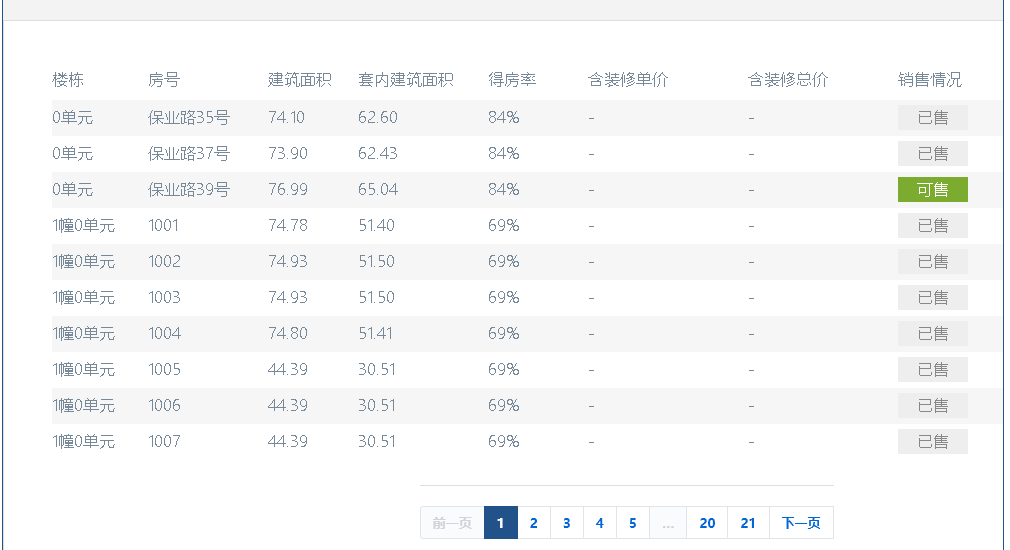 楼栋 房号 建筑面积 套内建筑面积 得房率 含装修单价 含装修总价 销售情况
0单元 保业路35号 74.10 62.60 84% - - 已售
0单元 保业路37号 73.90 62.43 84% - - 已售
0单元 保业路39号 76.99 65.04 84% - - 可售
1幢0单元 1001 74.78 51.40 69% - - 已售
1幢0单元 1002 74.93 51.50 69% - - 已售
1幢0单元 1003 74.93 51.50 69% - - 已售
1幢0单元 1004 74.80 51.41 69% - - 已售
1幢0单元 1005 44.39 30.51 69% - - 已售
1幢0单元 1006 44.39 30.51 69% - - 已售
1幢0单元 1007 44.39 30.51 69% - - 已售
前一页 1 2 3 4 5 ... 20 21 下一页